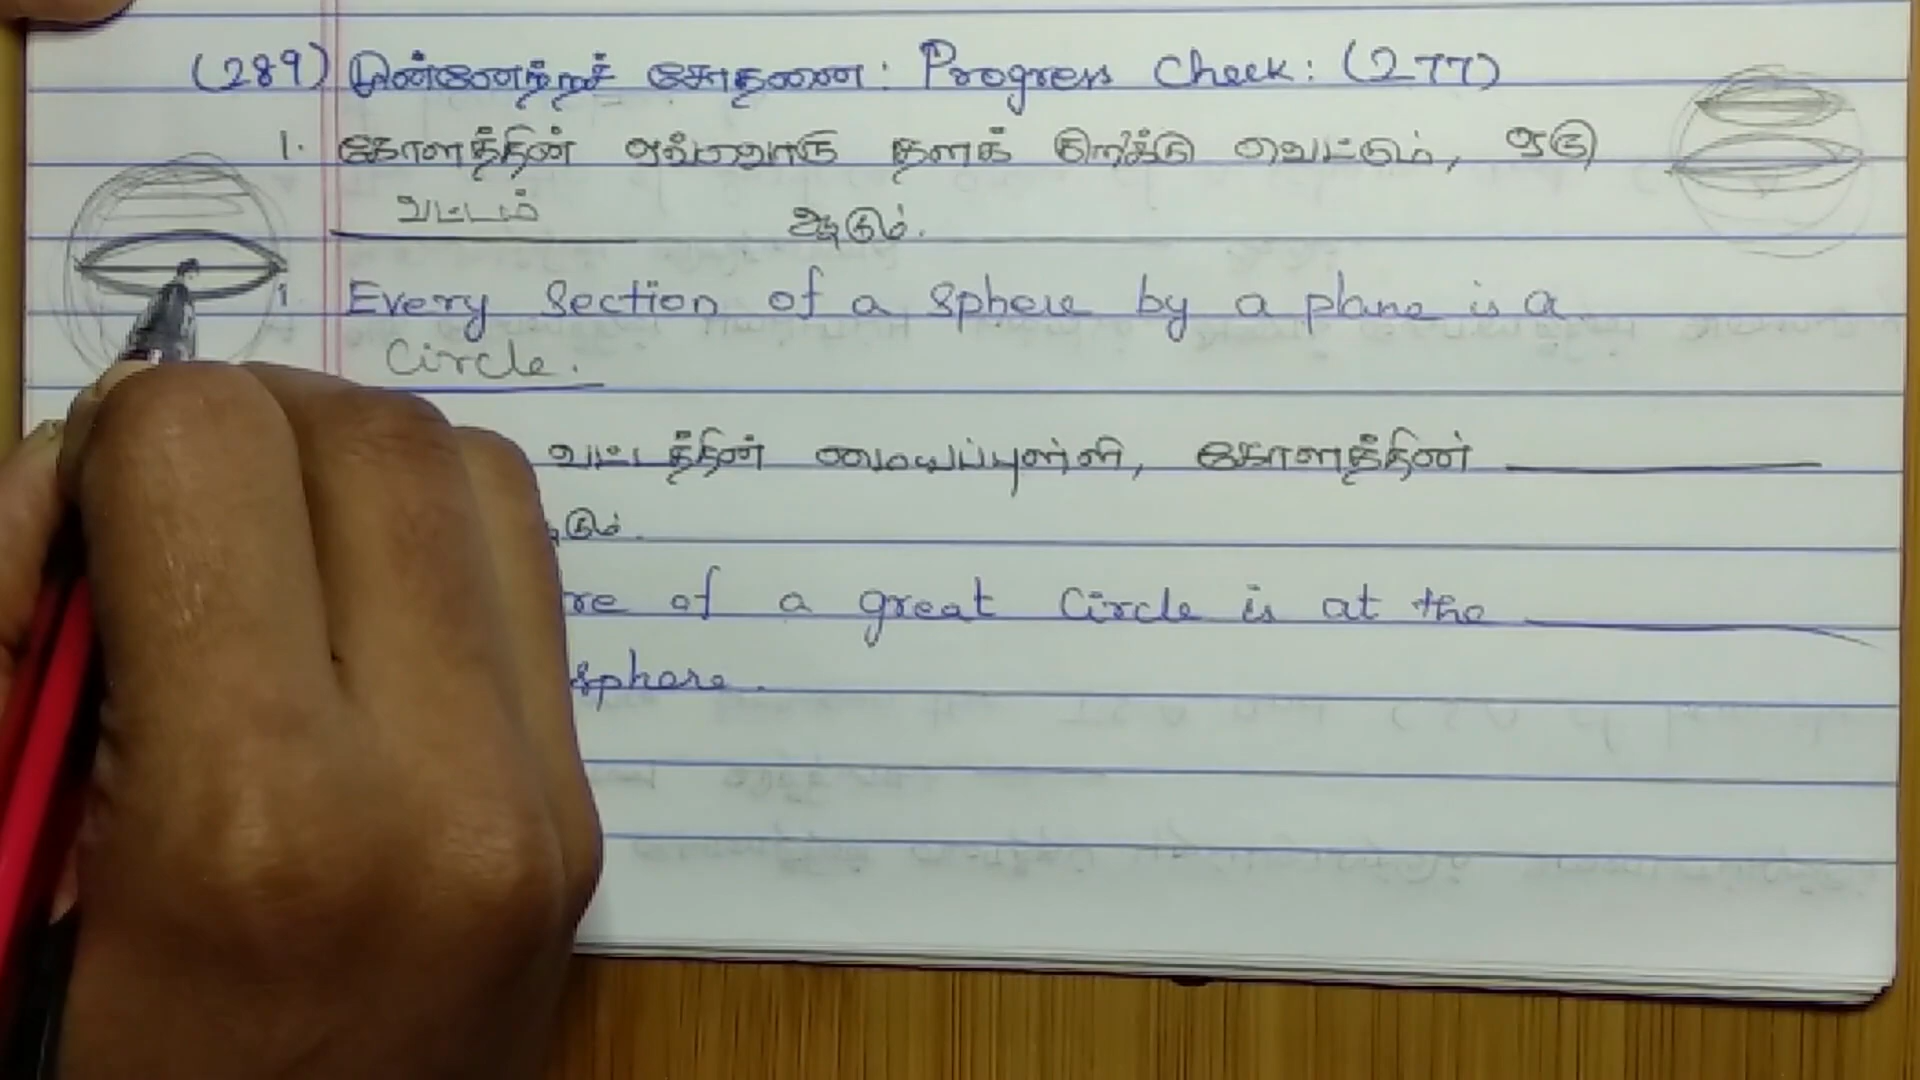 (289) முன்னேற்றச் சோதனை: Progress Check: (277)
1. கோளத்தின் ஒவ்வொரு தளக் குறுக்கு வெட்டும், ஒரு
வட்டம் ஆகும்.
1 Every Section of a sphere by a plane is a
Circle.
வட்டத்தின் மையப்புள்ளி, கோளத்தின்
கும்.
re of a great Circle is at the
sphere.